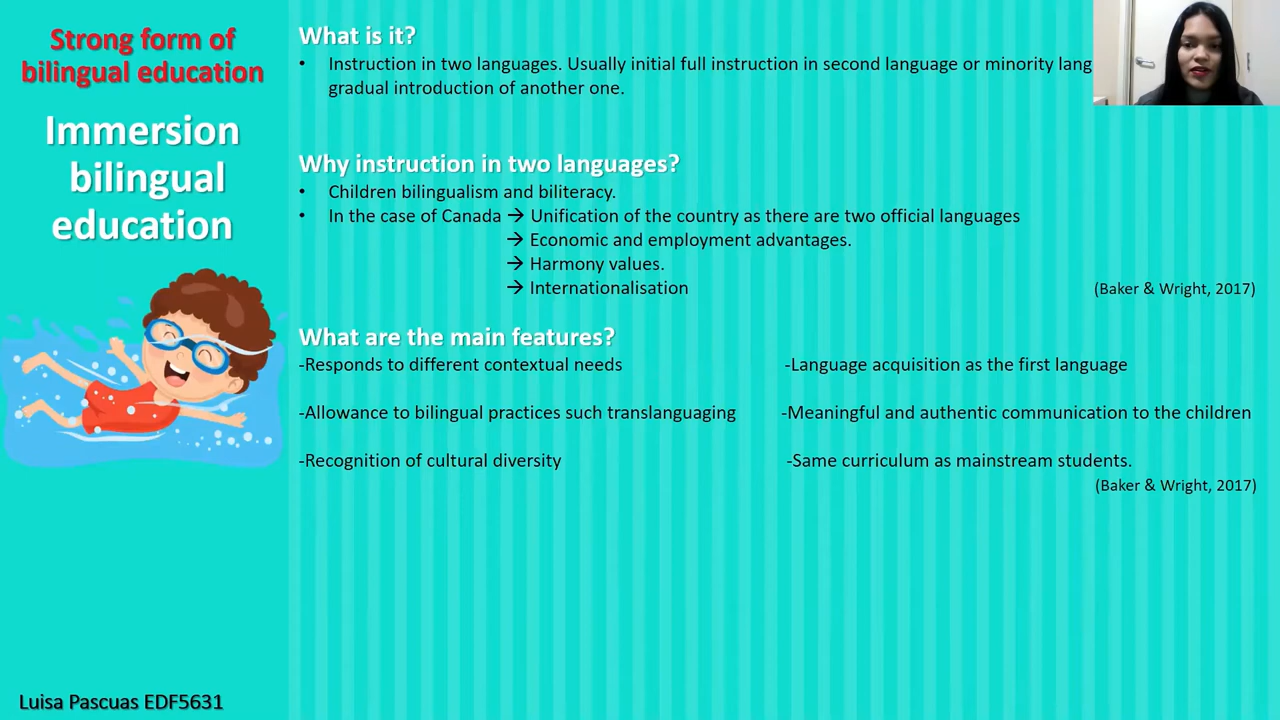 Strong form of
bilingual education
Immersion
bilingual
education
What is it?
• Instruction in two languages. Usually initial full instruction in second language or minority lang
gradual introduction of another one.
Why instruction in two languages?
• Children bilingualism and biliteracy.
• In the case of Canada → Unification of the country as there are two official languages
→ Economic and employment advantages.
→ Harmony values.
→ Internationalisation
(Baker & Wright, 2017)
What are the main features?
-Responds to different contextual needs
-Language acquisition as the first language
-Allowance to bilingual practices such translanguaging
-Meaningful and authentic communication to the children
-Recognition of cultural diversity
-Same curriculum as mainstream students.
(Baker & Wright, 2017)
Luisa Pascuas EDF5631